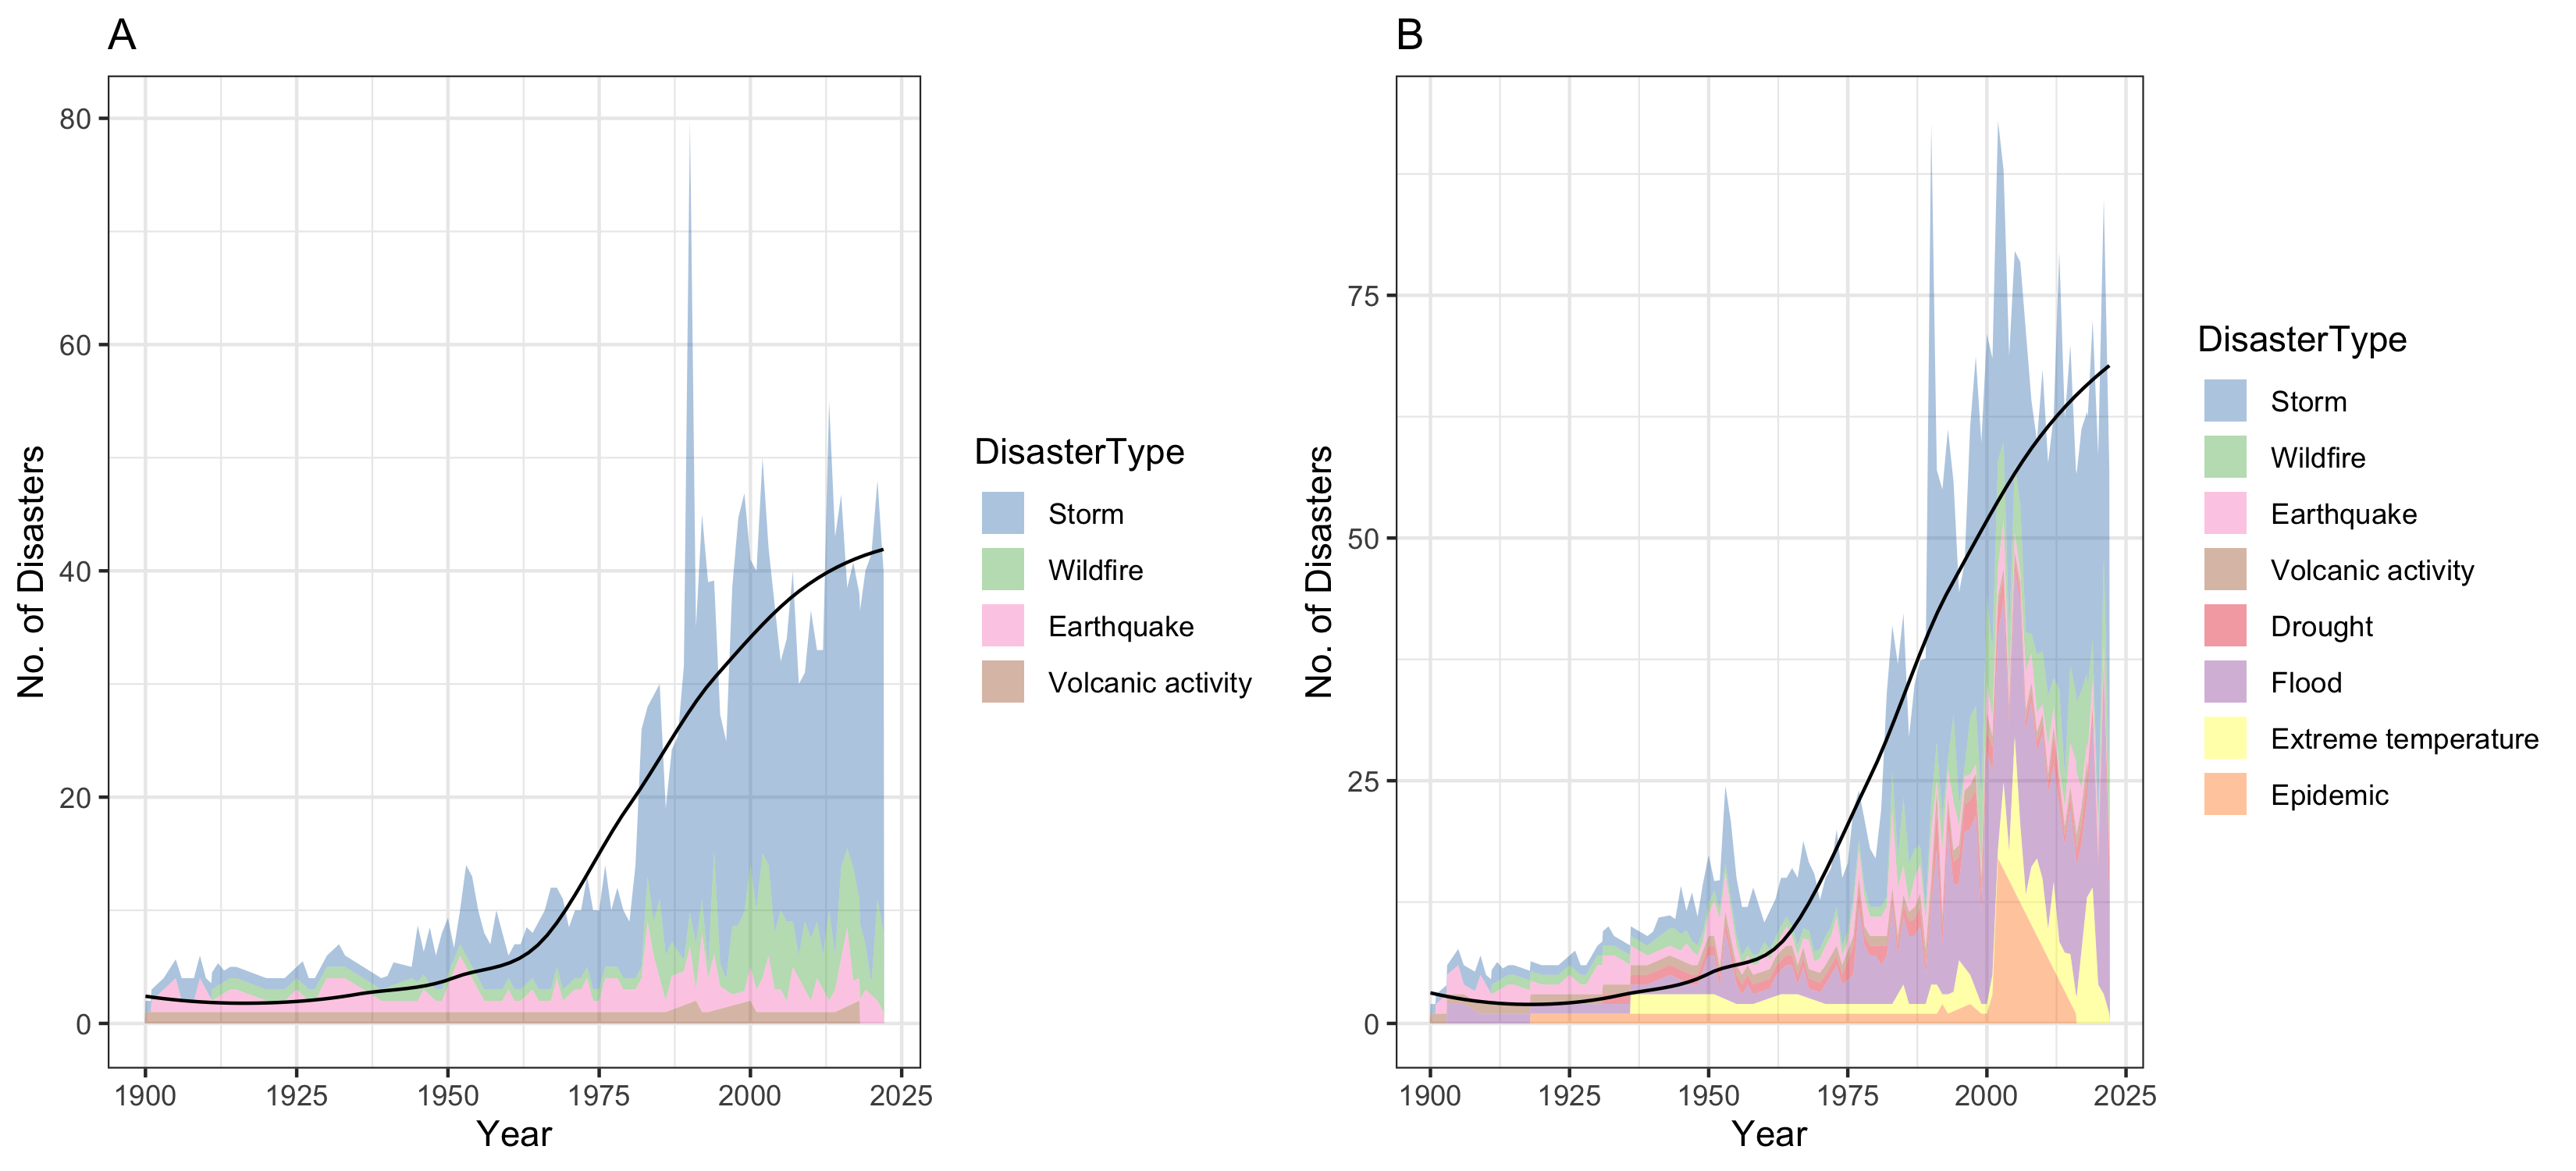 A
No. of Disasters
80
60
40
20
0
1900 1925 1950 1975 2000 2025
Year
DisasterType
Storm
Wildfire
Earthquake
Volcanic activity
B
No. of Disasters
75
50
25
0
1900 1925 1950 1975 2000 2025
Year
DisasterType
Storm
Wildfire
Earthquake
Volcanic activity
Drought
Flood
Extreme temperature
Epidemic